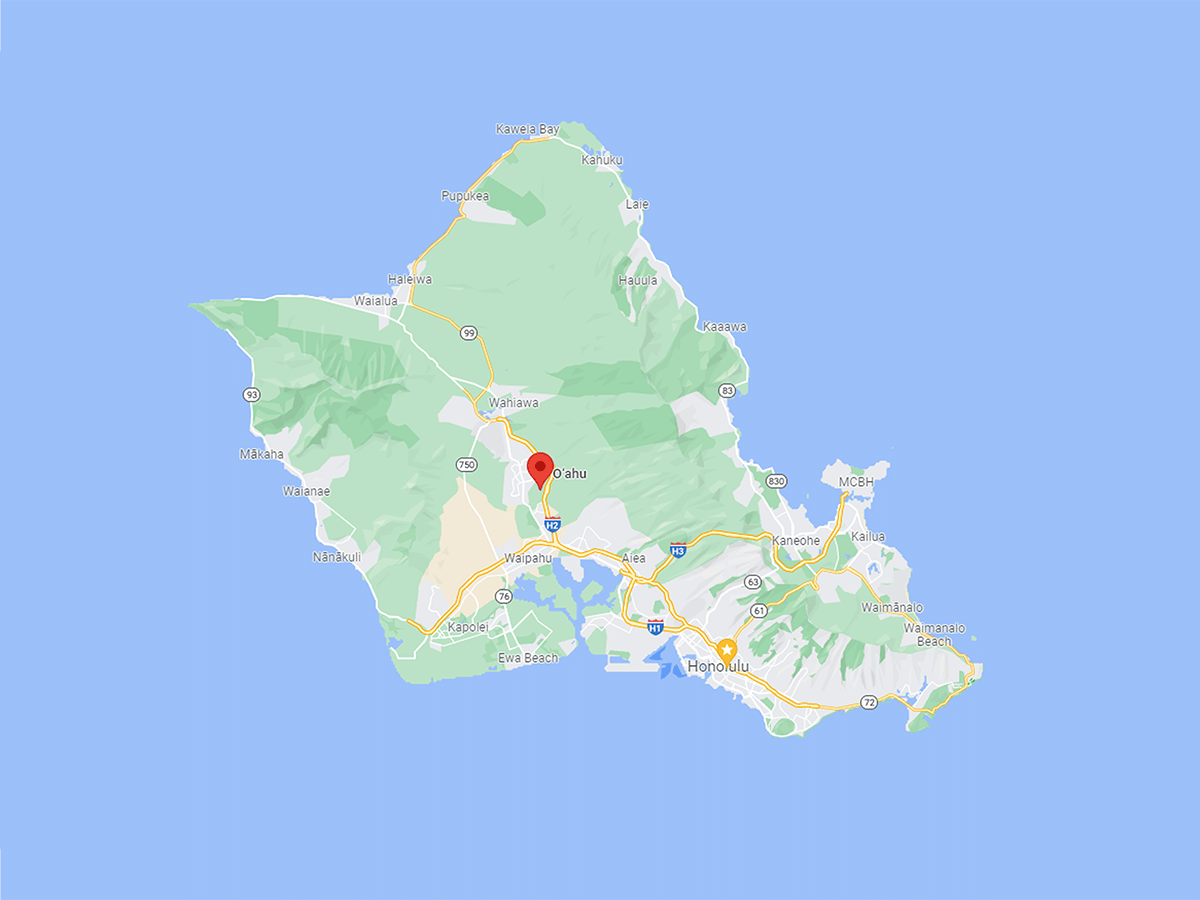 Kawela Bay
Kahuku
Pupukea
Laie
Haleiwa
Hauula
Waialua
Kaaawa
99
83
93
Wahiawa
Mākaha
750
O'ahu
830
MCBH
Waianae
H2
Kailua
Kaneohe
H3
Nānākuli
Waipahu
Aiea
63
76
61
Waimānalo
Kapolei
H1
Waimanalo
Beach
Ewa Beach
Honolulu
72